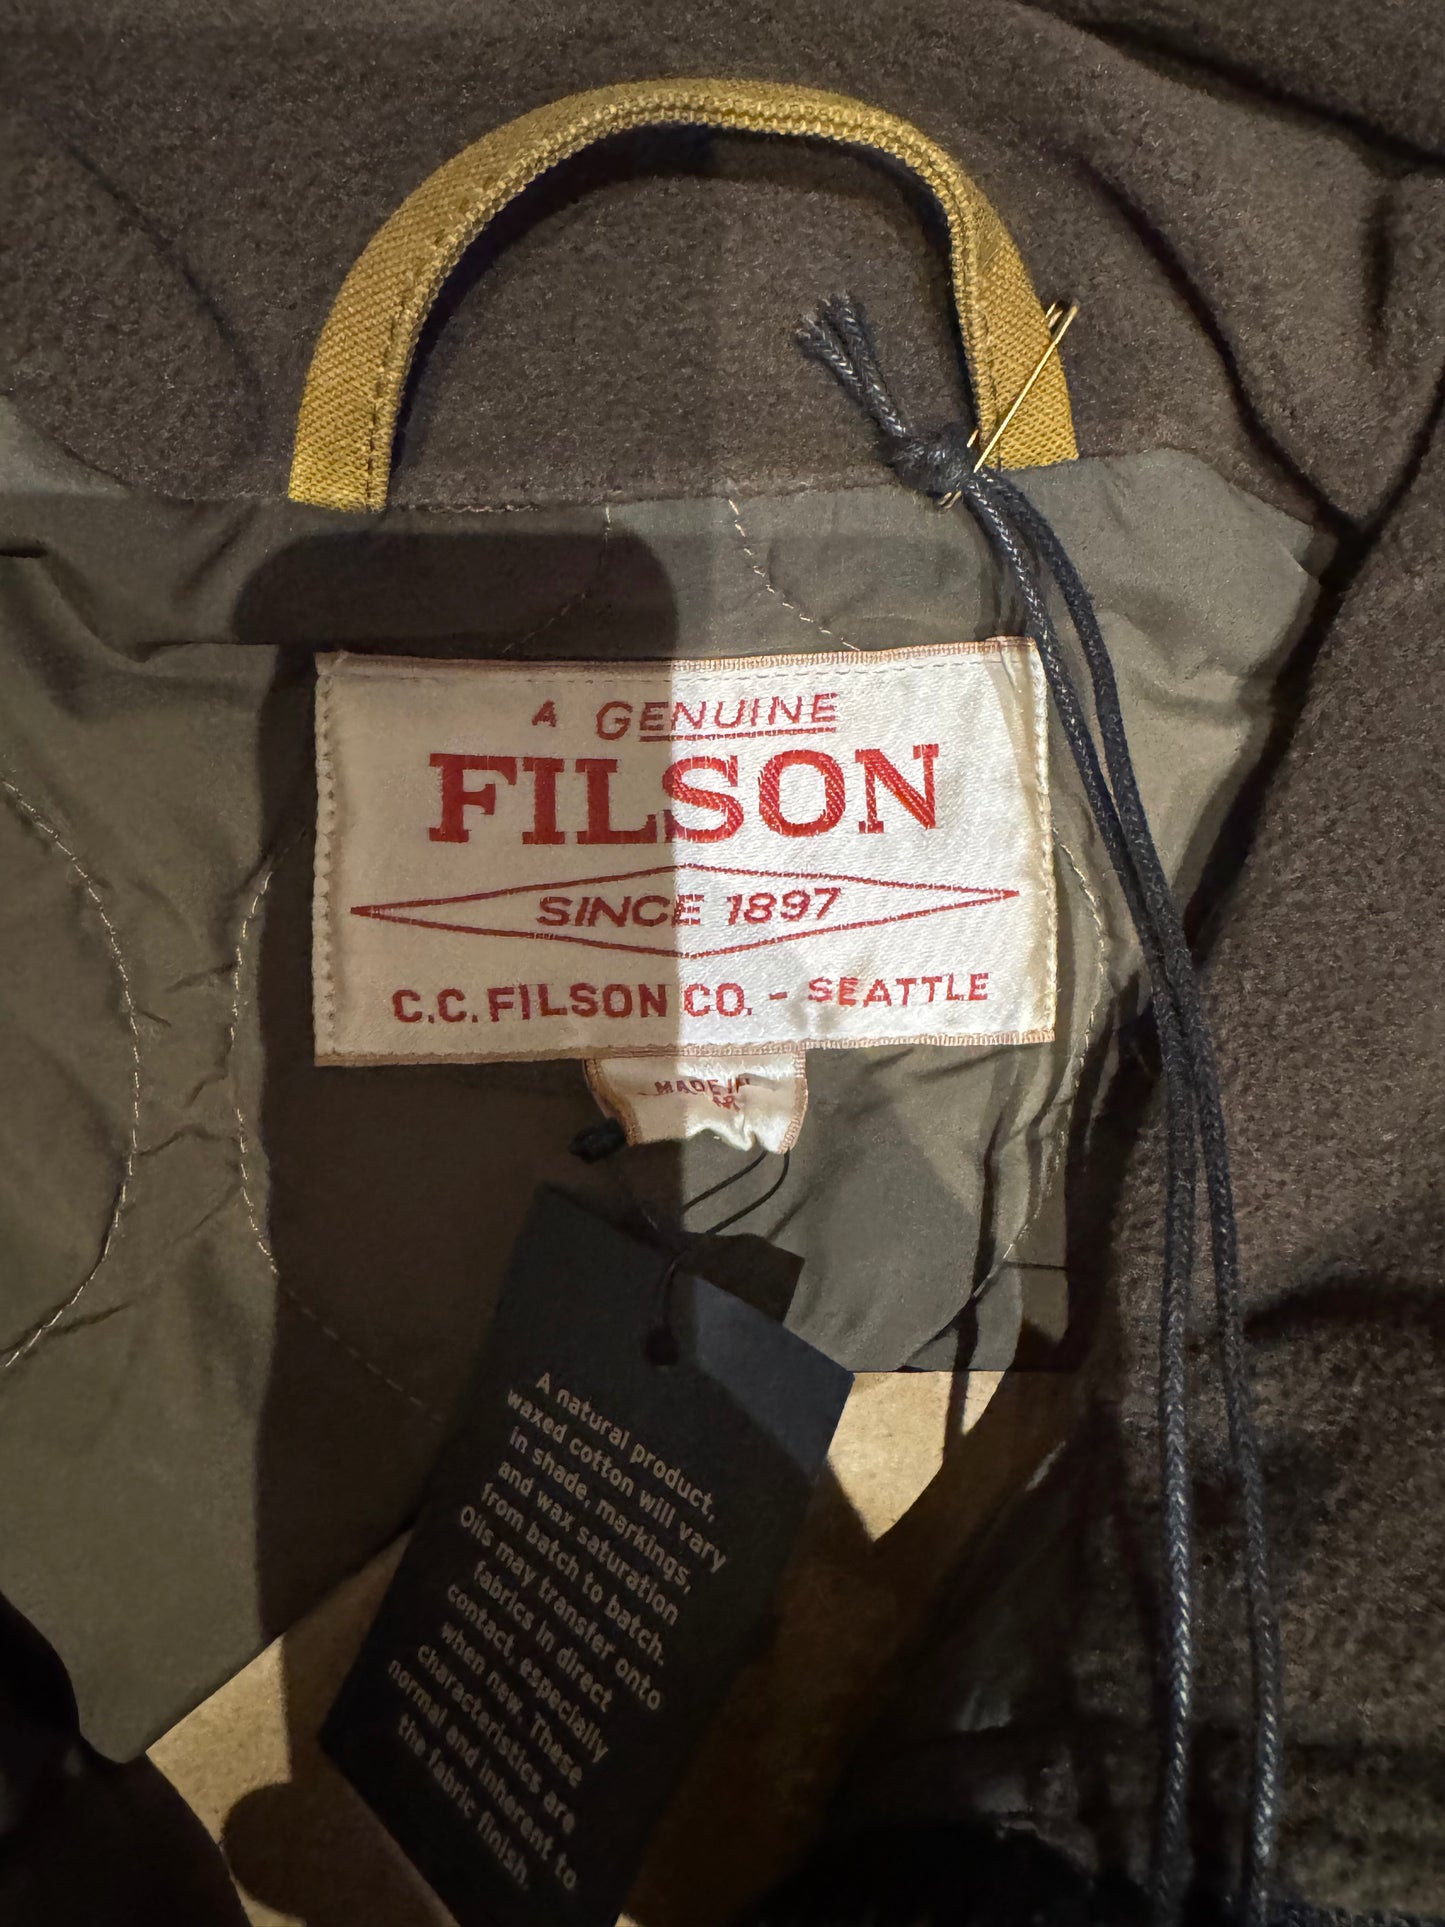 A GENUINE
FILSON
SINCE 1897
C.C. FILSON CO. - SEATTLE
MADE IN
A natural product,
waxed cotton will vary
in shade, markings,
and wax saturation
from batch to batch.
Oils may transfer onto
fabrics in direct
contact, especially
when new. These
characteristics are
normal and inherent to
the fabric finish.